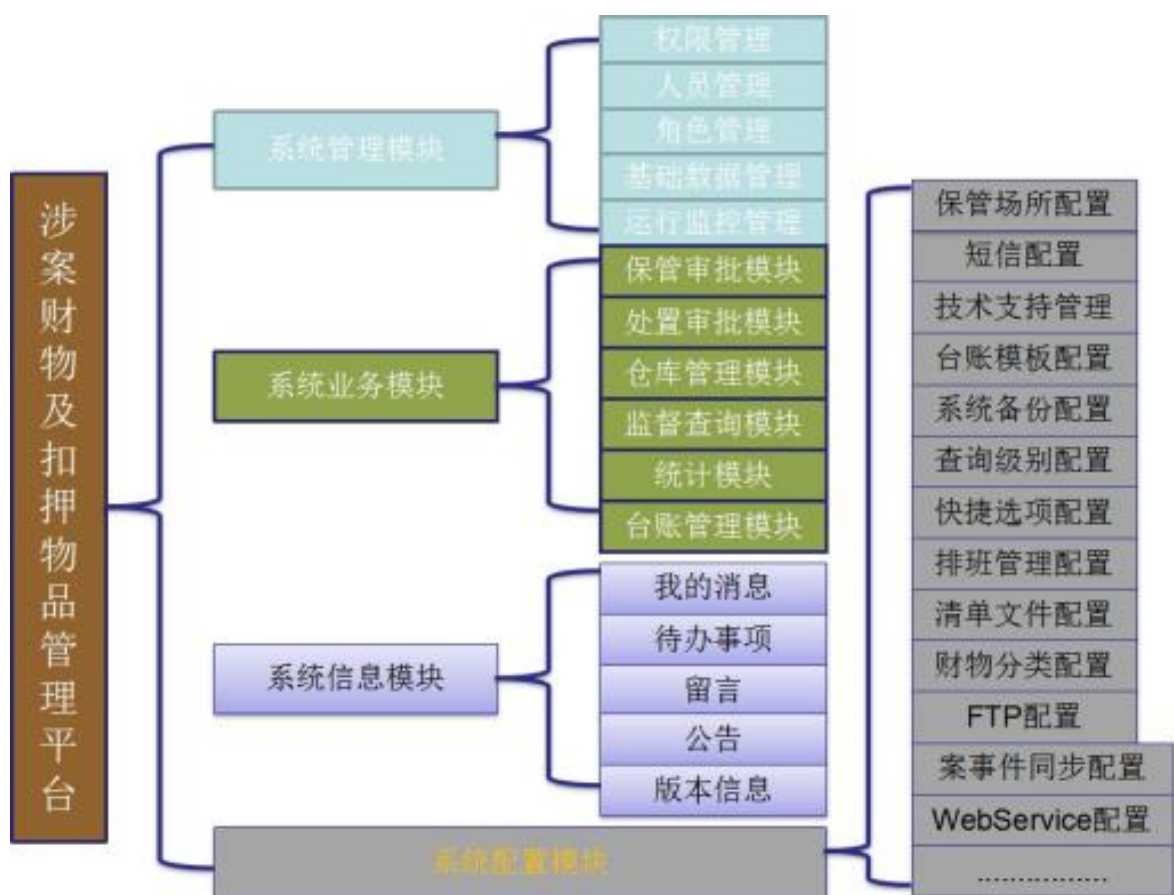 涉案财物及扣押物品管理平台
系统管理模块
权限管理
人员管理
角色管理
基础数据管理
运行监控管理
系统业务模块
保管审批模块
处置审批模块
仓库管理模块
监督查询模块
统计模块
台账管理模块
系统信息模块
我的消息
待办事项
留言
公告
版本信息
系统配置模块
保管场所配置
短信配置
技术支持管理
台账模板配置
系统备份配置
查询级别配置
快捷选项配置
排班管理配置
清单文件配置
财物分类配置
FTP配置
案事件同步配置
WebService配置
................